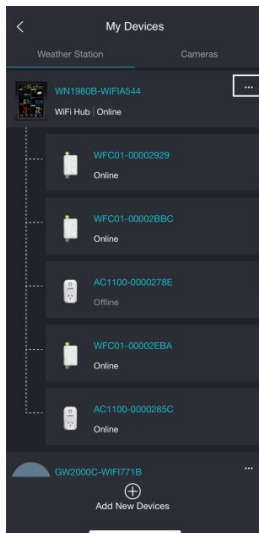 My Devices
Weather Station Cameras
WN1980B-WIFIA544
...
WiFi Hub | Online
WFC01-00002929
Online
WFC01-00002BBC
Online
AC1100-0000278E
Offline
WFC01-00002EBA
Online
AC1100-0000285C
Online
GW2000C-WIFI771B
...
Add New Devices